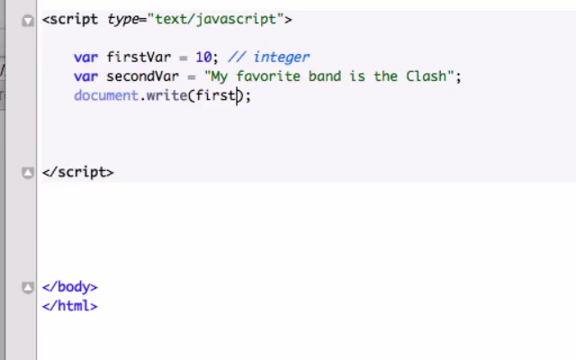 <script type="text/javascript">
var firstVar = 10; // integer
var secondVar = "My favorite band is the Clash";
document.write(first);
</script>
</body>
</html>